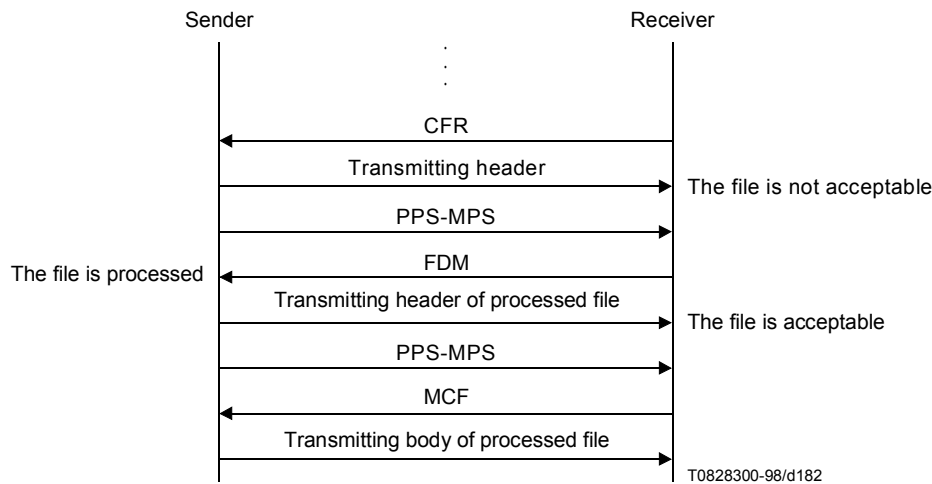 Sender
Receiver
CFR
Transmitting header
The file is not acceptable
PPS-MPS
FDM
The file is processed
Transmitting header of processed file
The file is acceptable
PPS-MPS
MCF
Transmitting body of processed file
T0828300-98/d182